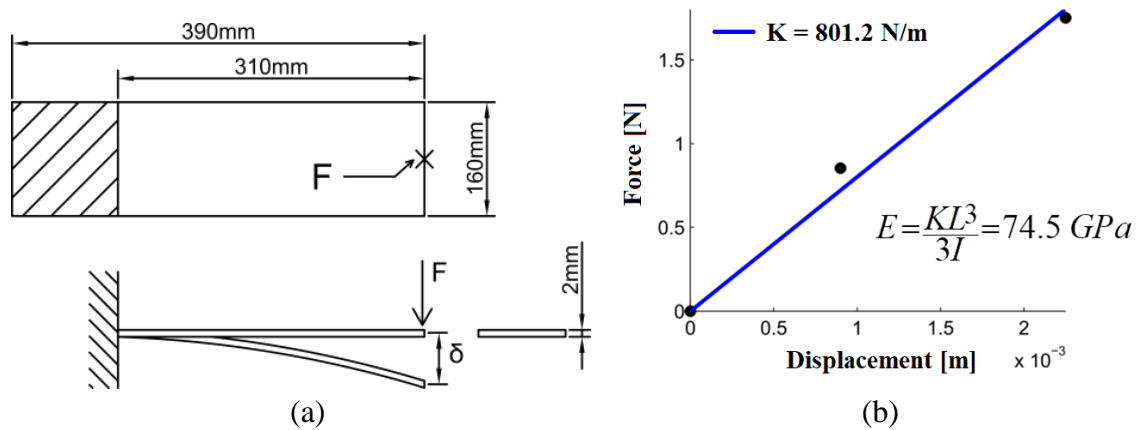 390mm
310mm
160mm
F
F
2mm
δ
(a)
K = 801.2 N/m
1.5
1
0.5
0
Force [N]
E=KL³/3I=74.5 GPa
0 0.5 1 1.5 2
x 10⁻³
Displacement [m]
(b)